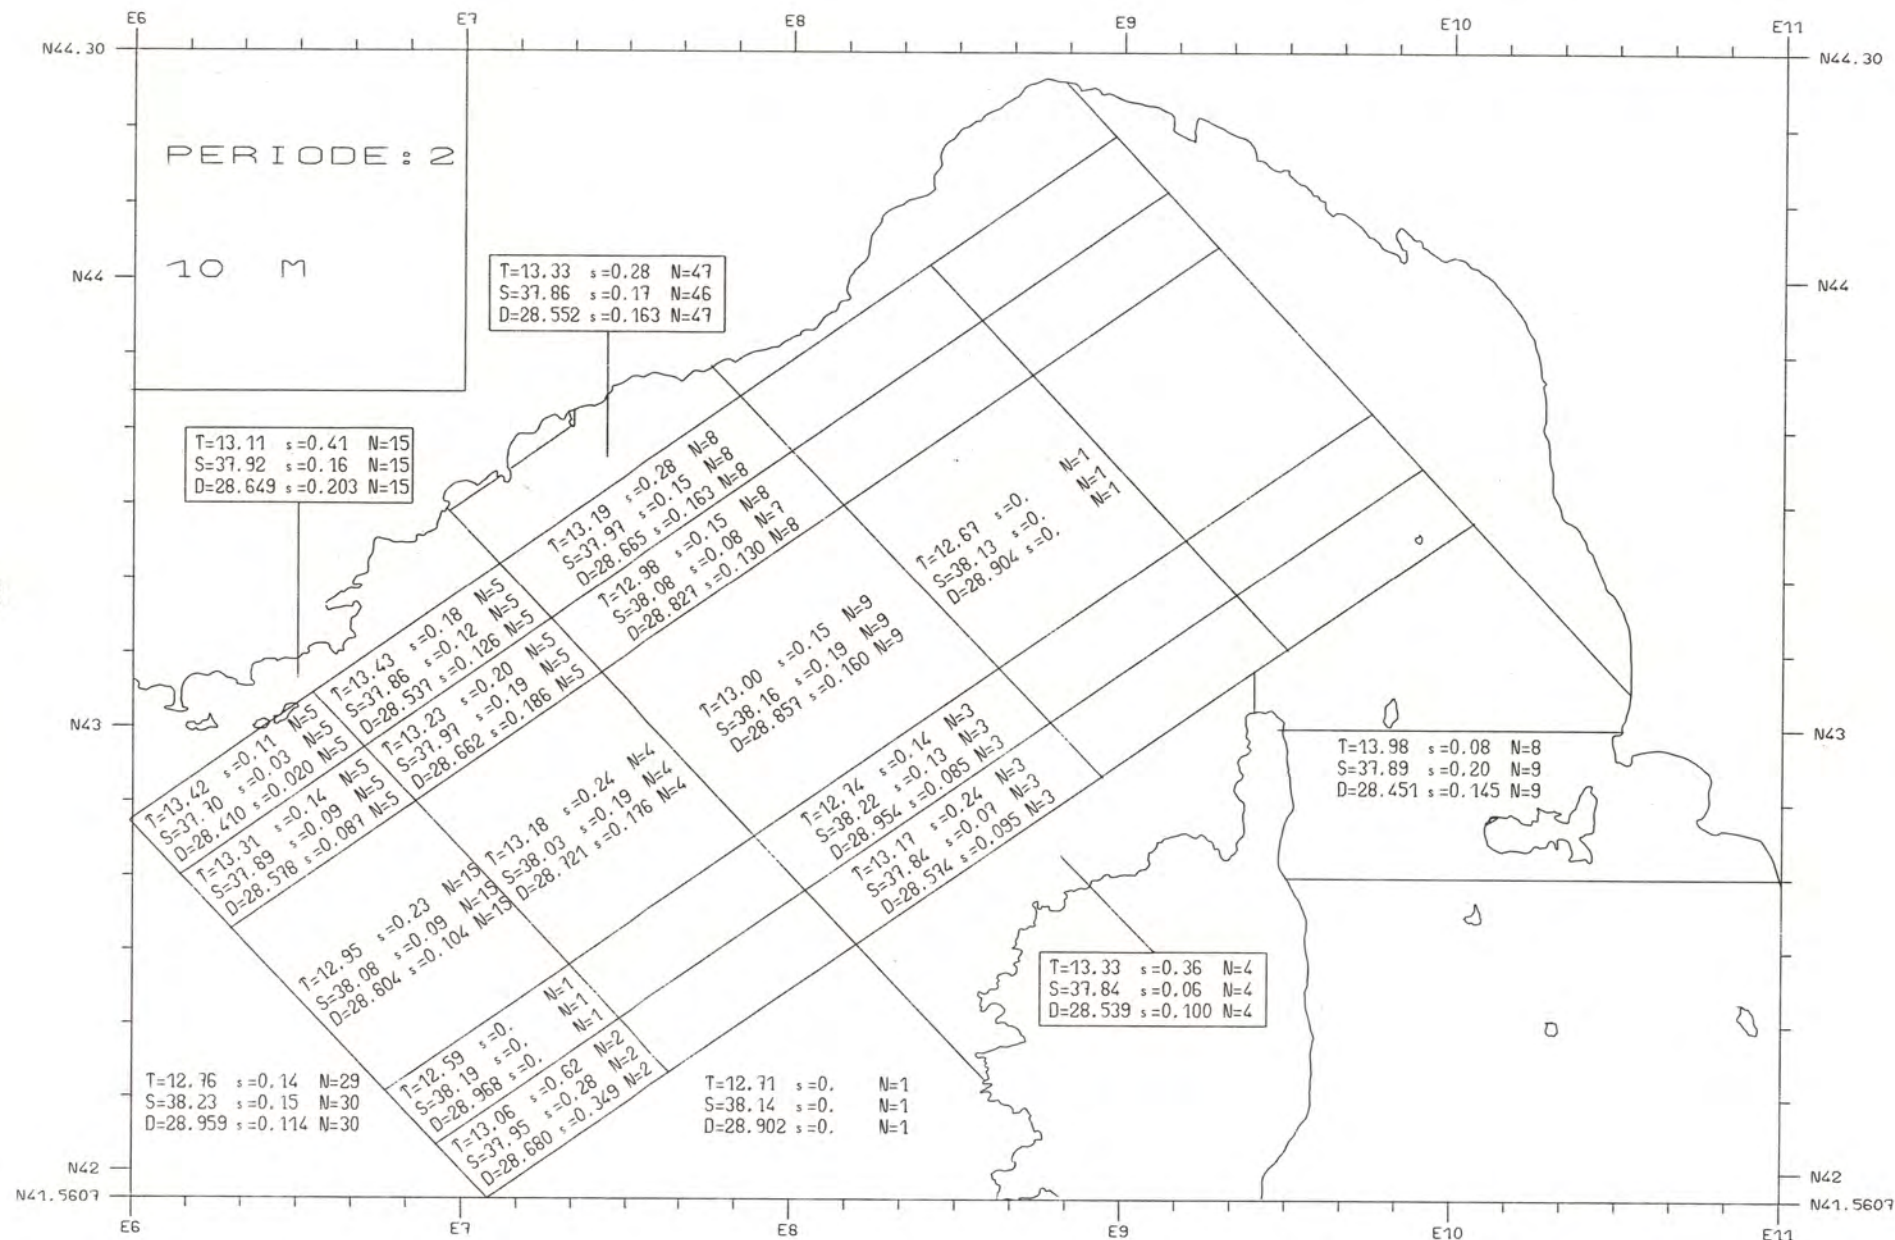 E6 E7 E8 E9 E10 E11
N44.30 N44.30
PERIODE:2
10 M
N44 N44
T=13.33 s=0.28 N=47
S=37.86 s=0.17 N=46
D=28.552 s=0.163 N=47
T=13.11 s=0.41 N=15
S=37.92 s=0.16 N=15
D=28.649 s=0.203 N=15
T=13.19 s=0.28 N=8
S=37.97 s=0.15 N=8
D=28.665 s=0.163 N=8
T=12.98 s=0.15 N=8
S=38.08 s=0.08 N=7
D=28.827 s=0.130 N=8
T=12.67 s=0. N=1
S=38.13 s=0. N=1
D=28.904 s=0. N=1
T=13.43 s=0.18 N=5
S=37.86 s=0.12 N=5
D=28.537 s=0.126 N=5
T=13.23 s=0.20 N=5
S=37.97 s=0.19 N=5
D=28.662 s=0.186 N=5
T=13.00 s=0.15 N=9
S=38.16 s=0.19 N=9
D=28.857 s=0.160 N=9
N43 N43
T=13.42 s=0.11 N=5
S=37.70 s=0.03 N=5
D=28.410 s=0.020 N=5
T=13.31 s=0.14 N=5
S=37.89 s=0.09 N=5
D=28.578 s=0.087 N=5
T=13.18 s=0.24 N=4
S=38.03 s=0.19 N=4
D=28.721 s=0.176 N=4
T=12.74 s=0.14 N=3
S=38.22 s=0.13 N=3
D=28.954 s=0.085 N=3
T=13.17 s=0.24 N=3
S=37.84 s=0.07 N=3
D=28.574 s=0.095 N=3
T=13.98 s=0.08 N=8
S=37.89 s=0.20 N=9
D=28.451 s=0.145 N=9
T=12.95 s=0.23 N=15
S=38.08 s=0.09 N=15
D=28.804 s=0.104 N=15
T=13.33 s=0.36 N=4
S=37.84 s=0.06 N=4
D=28.539 s=0.100 N=4
T=12.59 s=0. N=1
S=38.19 s=0. N=1
D=28.968 s=0. N=1
T=13.06 s=0.62 N=2
S=37.95 s=0.28 N=2
D=28.680 s=0.349 N=2
T=12.76 s=0.14 N=29
S=38.23 s=0.15 N=30
D=28.959 s=0.114 N=30
T=12.71 s=0. N=1
S=38.14 s=0. N=1
D=28.902 s=0. N=1
N42 N42
N41.5607 N41.5607
E6 E7 E8 E9 E10 E11